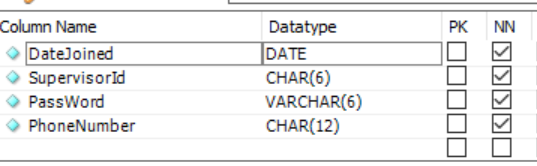 Column Name Datatype PK NN
DateJoined DATE
SupervisorId CHAR(6)
PassWord VARCHAR(6)
PhoneNumber CHAR(12)